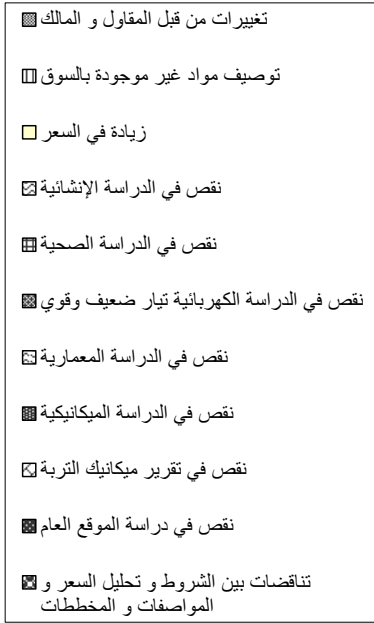 تغييرات من قبل المقاول و المالك
توصيف مواد غير موجودة بالسوق
زيادة في السعر
نقص في الدراسة الإنشائية
نقص في الدراسة الصحية
نقص في الدراسة الكهربائية تيار ضعيف وقوي
نقص في الدراسة المعمارية
نقص في الدراسة الميكانيكية
نقص في تقرير ميكانيك التربة
نقص في دراسة الموقع العام
تناقضات بين الشروط و تحليل السعر و
المواصفات و المخططات